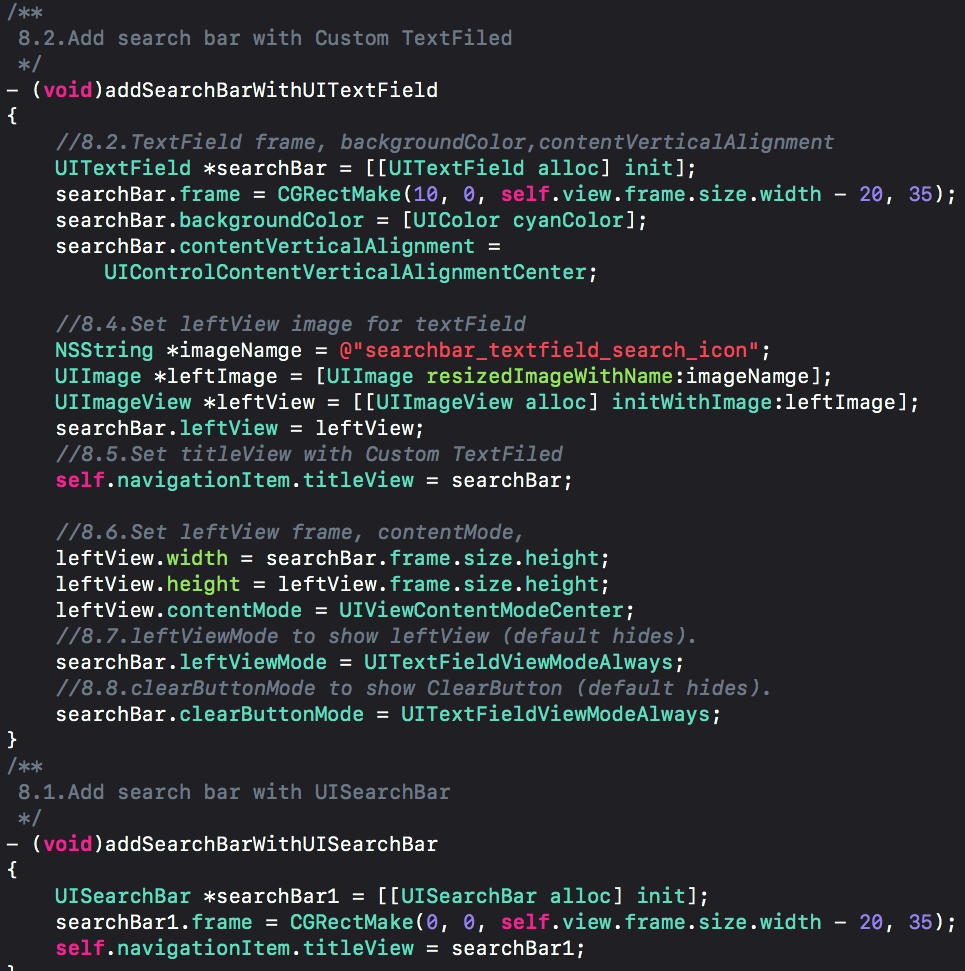 /**
 8.2.Add search bar with Custom TextFiled
 */
- (void)addSearchBarWithUITextField
{
    //8.2.TextField frame, backgroundColor,contentVerticalAlignment
    UITextField *searchBar = [[UITextField alloc] init];
    searchBar.frame = CGRectMake(10, 0, self.view.frame.size.width - 20, 35);
    searchBar.backgroundColor = [UIColor cyanColor];
    searchBar.contentVerticalAlignment =
        UIControlContentVerticalAlignmentCenter;

    //8.4.Set leftView image for textField
    NSString *imageNamge = @"searchbar_textfield_search_icon";
    UIImage *leftImage = [UIImage resizedImageWithName:imageNamge];
    UIImageView *leftView = [[UIImageView alloc] initWithImage:leftImage];
    searchBar.leftView = leftView;
    //8.5.Set titleView with Custom TextFiled
    self.navigationItem.titleView = searchBar;

    //8.6.Set leftView frame, contentMode,
    leftView.width = searchBar.frame.size.height;
    leftView.height = leftView.frame.size.height;
    leftView.contentMode = UIViewContentModeCenter;
    //8.7.leftViewMode to show leftView (default hides).
    searchBar.leftViewMode = UITextFieldViewModeAlways;
    //8.8.clearButtonMode to show ClearButton (default hides).
    searchBar.clearButtonMode = UITextFieldViewModeAlways;
}
/**
 8.1.Add search bar with UISearchBar
 */
- (void)addSearchBarWithUISearchBar
{
    UISearchBar *searchBar1 = [[UISearchBar alloc] init];
    searchBar1.frame = CGRectMake(0, 0, self.view.frame.size.width - 20, 35);
    self.navigationItem.titleView = searchBar1;
}